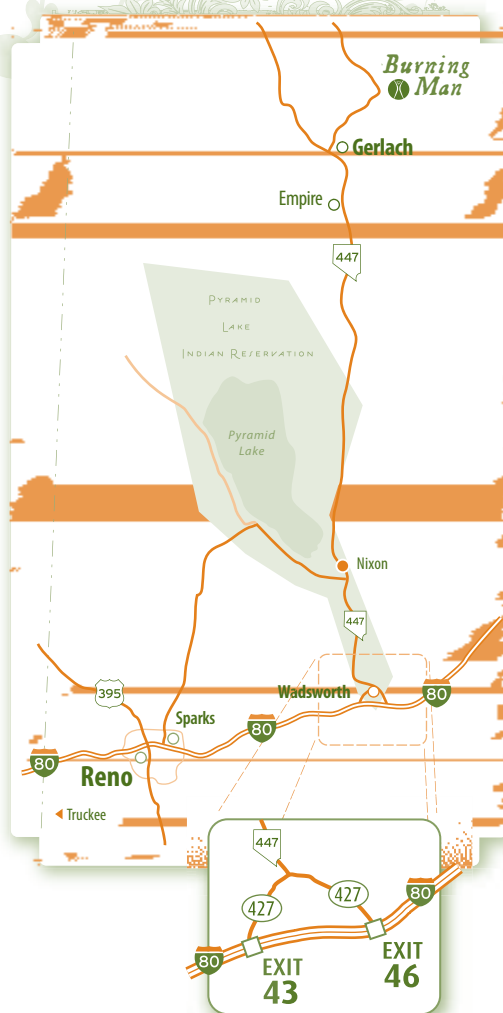 Burning
Man
Gerlach
Empire
447
Pyramid
Lake
Indian Reservation
Pyramid
Lake
Nixon
447
Wadsworth
80
395
Sparks
80
80
Reno
Truckee
447
427
427
80
80
EXIT
46
EXIT
43